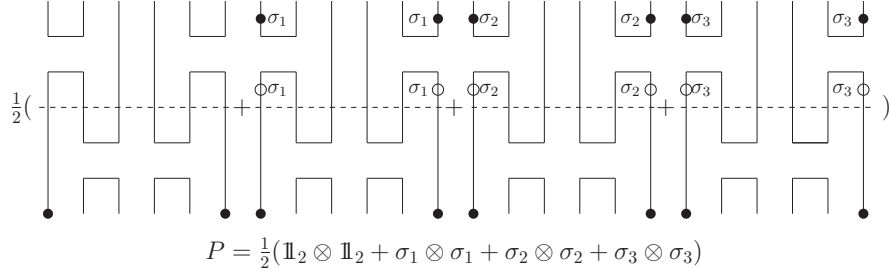 σ₁ σ₁ σ₂ σ₂ σ₃ σ₃
½( + σ₁ σ₁ + σ₂ σ₂ + σ₃ σ₃ )
P = ½(𝟙₂ ⊗ 𝟙₂ + σ₁ ⊗ σ₁ + σ₂ ⊗ σ₂ + σ₃ ⊗ σ₃)